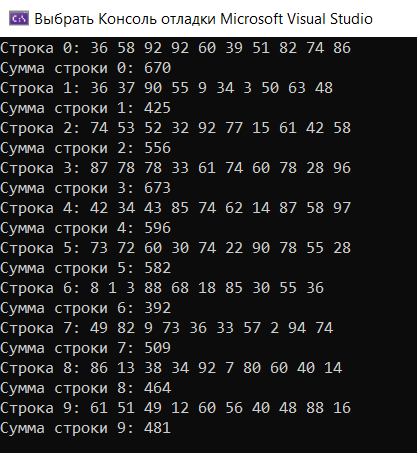 C:\ Выбрать Консоль отладки Microsoft Visual Studio
Строка 0: 36 58 92 92 60 39 51 82 74 86
Сумма строки 0: 670
Строка 1: 36 37 90 55 9 34 3 50 63 48
Сумма строки 1: 425
Строка 2: 74 53 52 32 92 77 15 61 42 58
Сумма строки 2: 556
Строка 3: 87 78 78 33 61 74 60 78 28 96
Сумма строки 3: 673
Строка 4: 42 34 43 85 74 62 14 87 58 97
Сумма строки 4: 596
Строка 5: 73 72 60 30 74 22 90 78 55 28
Сумма строки 5: 582
Строка 6: 8 1 3 88 68 18 85 30 55 36
Сумма строки 6: 392
Строка 7: 49 82 9 73 36 33 57 2 94 74
Сумма строки 7: 509
Строка 8: 86 13 38 34 92 7 80 60 40 14
Сумма строки 8: 464
Строка 9: 61 51 49 12 60 56 40 48 88 16
Сумма строки 9: 481